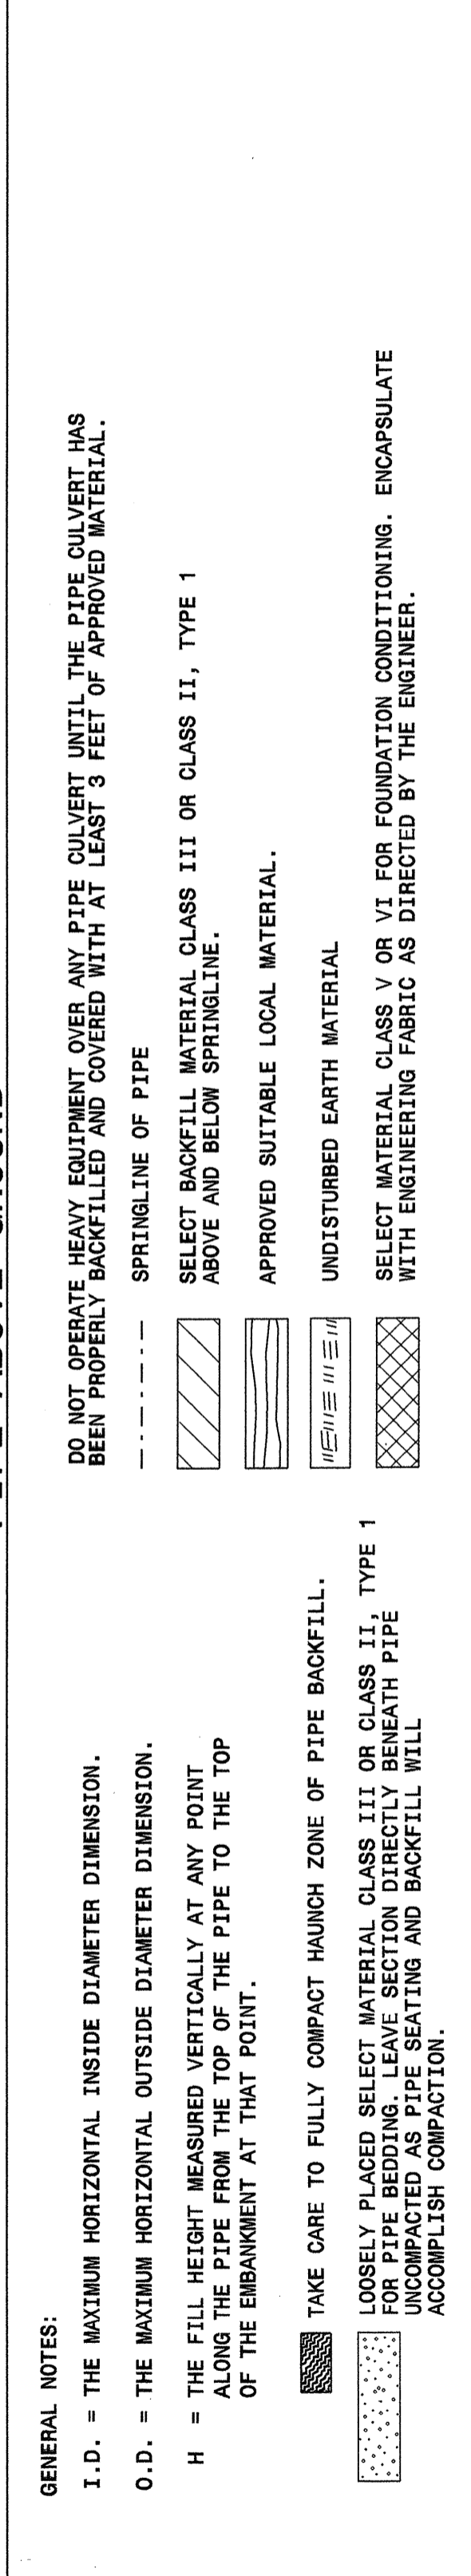 GENERAL NOTES:
I.D. = THE MAXIMUM HORIZONTAL INSIDE DIAMETER DIMENSION.
O.D. = THE MAXIMUM HORIZONTAL OUTSIDE DIAMETER DIMENSION.
H = THE FILL HEIGHT MEASURED VERTICALLY AT ANY POINT
ALONG THE PIPE FROM THE TOP OF THE PIPE TO THE TOP
OF THE EMBANKMENT AT THAT POINT.
TAKE CARE TO FULLY COMPACT HAUNCH ZONE OF PIPE BACKFILL.
LOOSELY PLACED SELECT MATERIAL CLASS III OR CLASS II, TYPE 1
FOR PIPE BEDDING. LEAVE SECTION DIRECTLY BENEATH PIPE
UNCOMPACTED AS PIPE SEATING AND BACKFILL WILL
ACCOMPLISH COMPACTION.
DO NOT OPERATE HEAVY EQUIPMENT OVER ANY PIPE CULVERT UNTIL THE PIPE CULVERT HAS
BEEN PROPERLY BACKFILLED AND COVERED WITH AT LEAST 3 FEET OF APPROVED MATERIAL.
SPRINGLINE OF PIPE
SELECT BACKFILL MATERIAL CLASS III OR CLASS II, TYPE 1
ABOVE AND BELOW SPRINGLINE.
APPROVED SUITABLE LOCAL MATERIAL.
UNDISTURBED EARTH MATERIAL
SELECT MATERIAL CLASS V OR VI FOR FOUNDATION CONDITIONING. ENCAPSULATE
WITH ENGINEERING FABRIC AS DIRECTED BY THE ENGINEER.